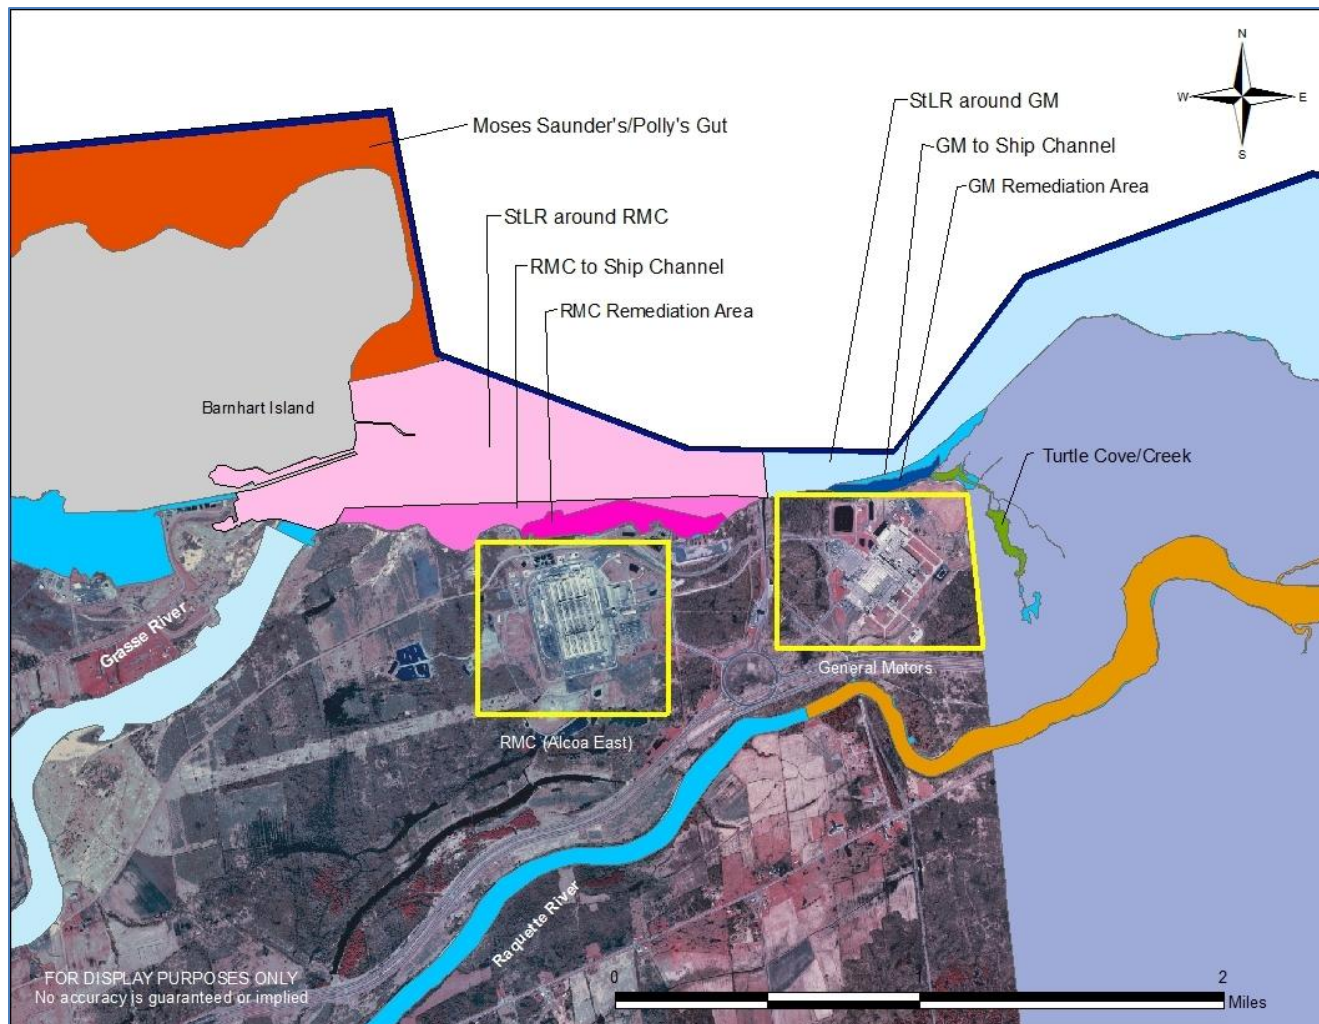 N
W E
S
StLR around GM
Moses Saunder's/Polly's Gut
GM to Ship Channel
GM Remediation Area
StLR around RMC
RMC to Ship Channel
RMC Remediation Area
Barnhart Island
Turtle Cove/Creek
Grasse River
General Motors
RMC (Alcoa East)
Raquette River
FOR DISPLAY PURPOSES ONLY
No accuracy is guaranteed or implied
0 1 2
Miles